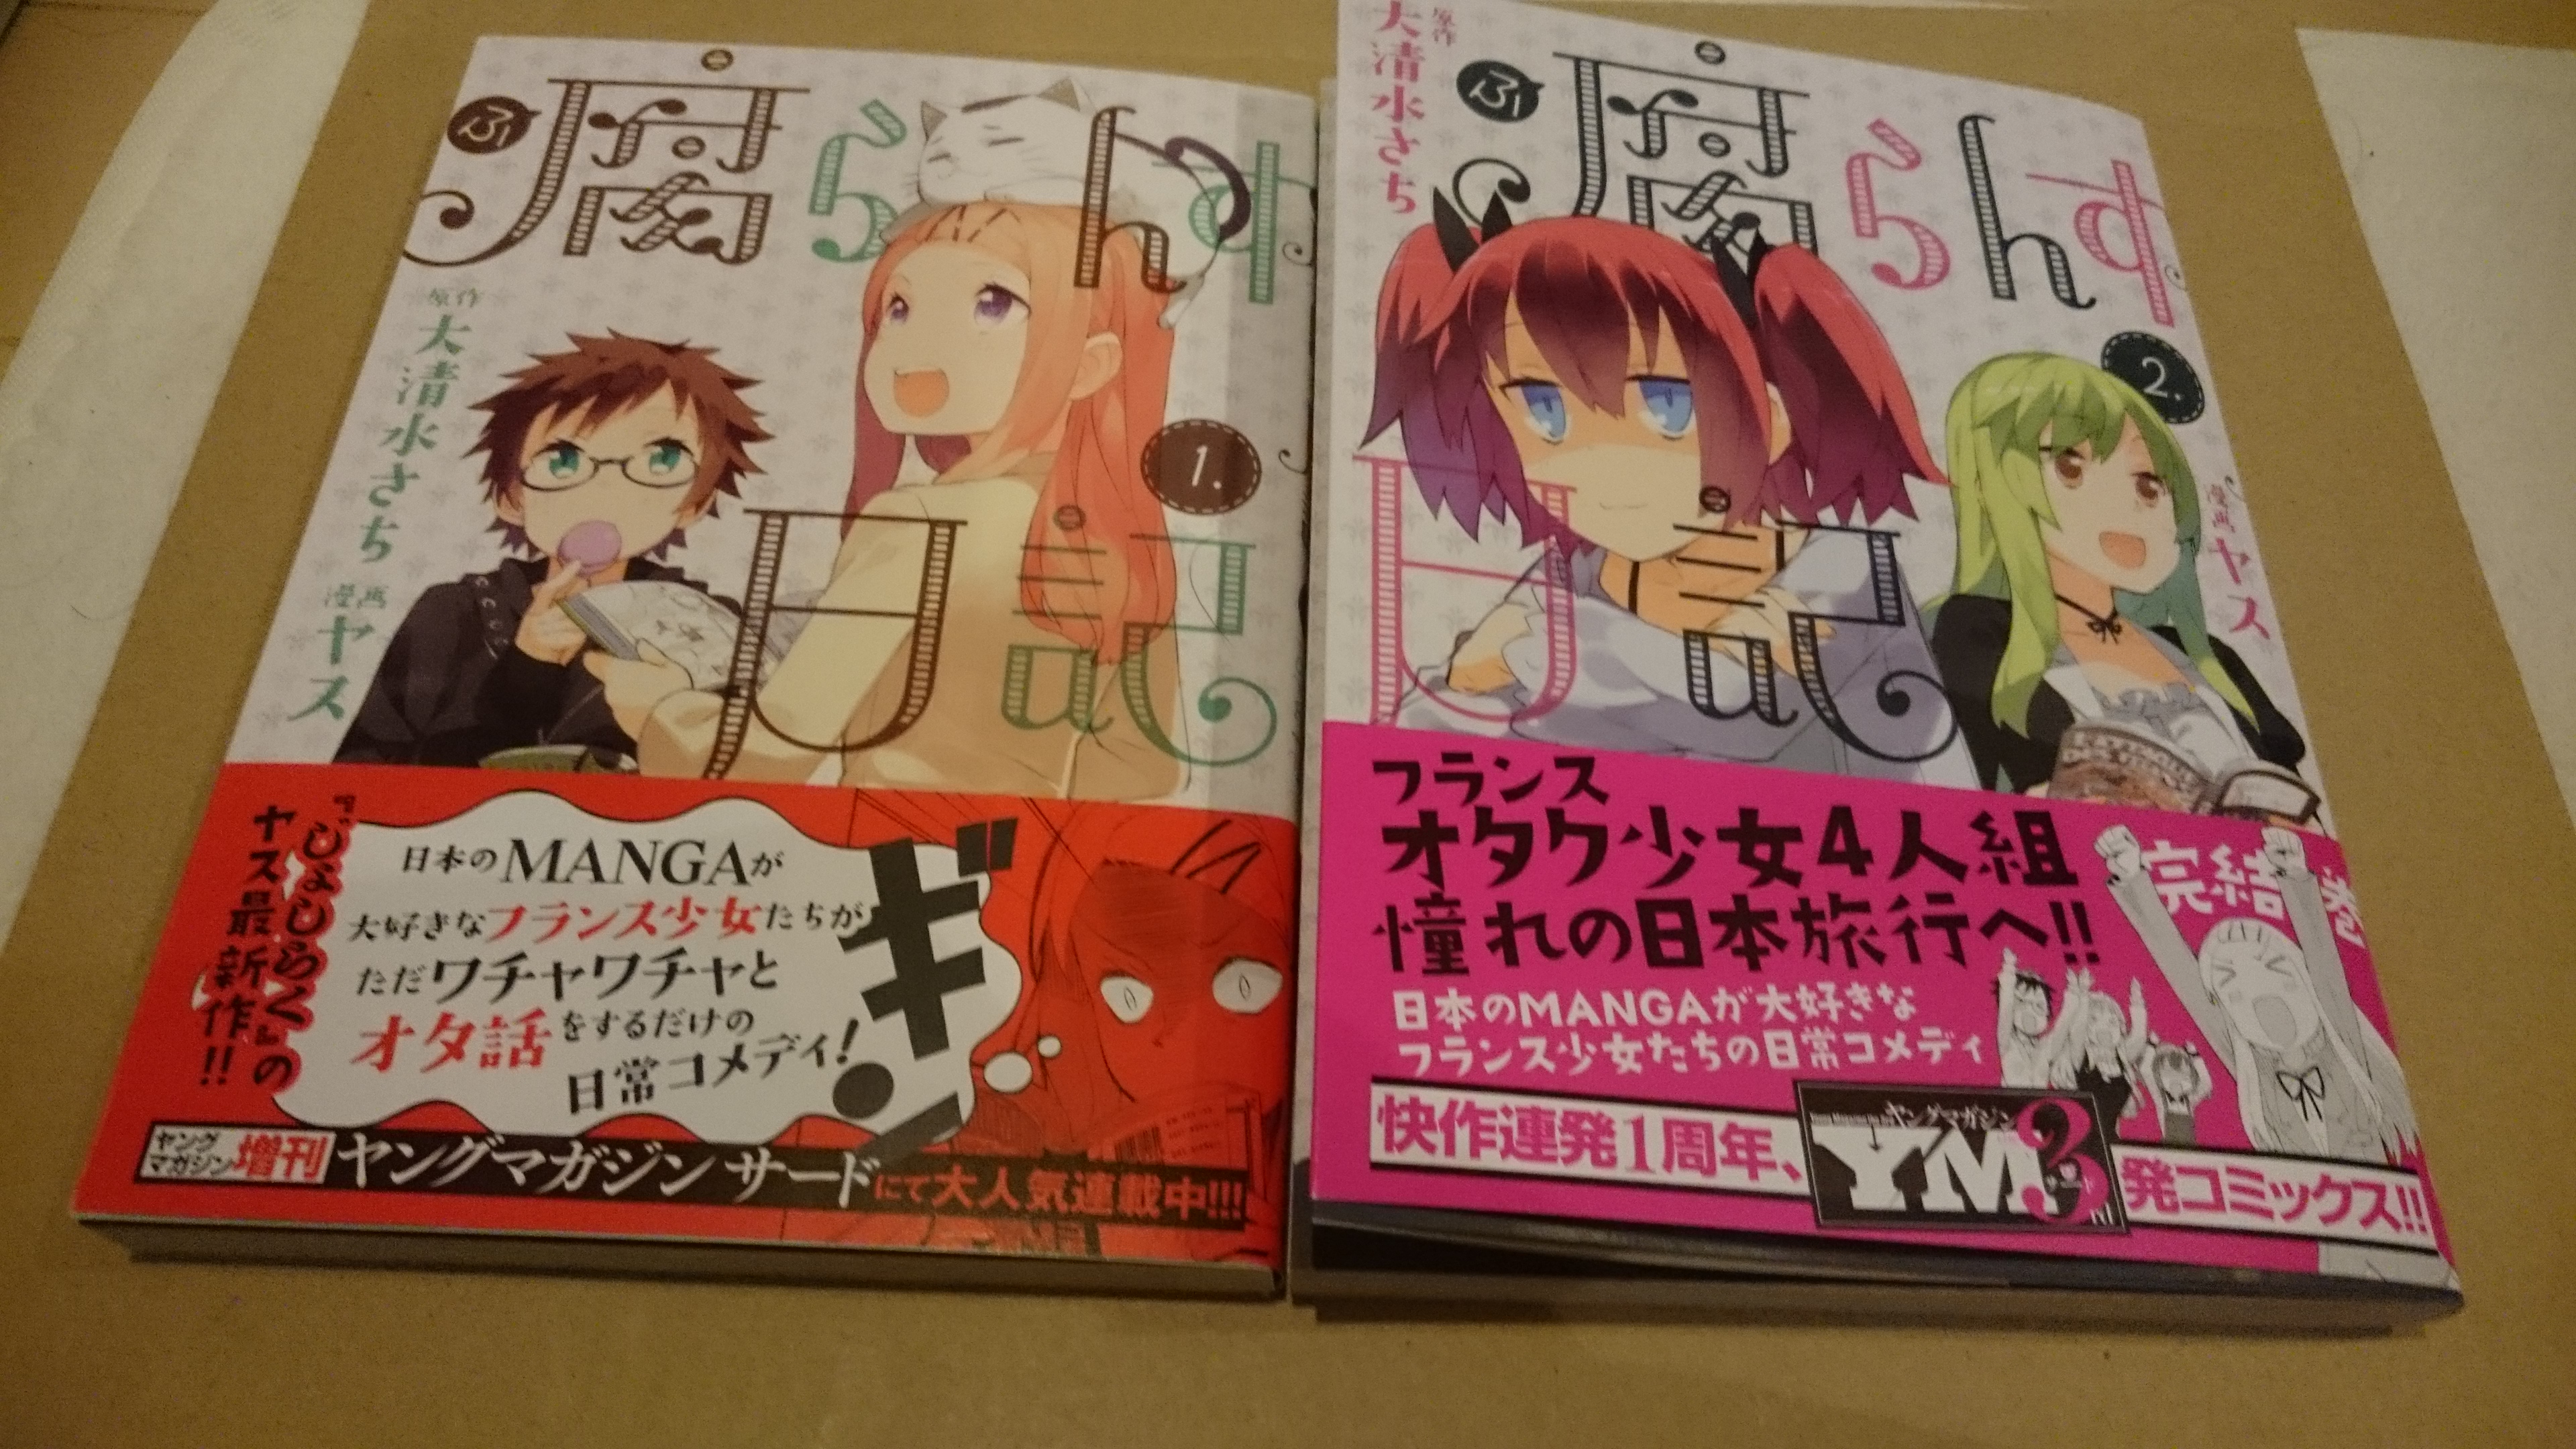 腐らんす
ふ
日記
1.
原作
大清水さち
漫画
ヤス
『じょしらく』の
ヤス最新作!!
日本のMANGAが
大好きなフランス少女たちが
ただワチャワチャと
オタ話をするだけの
日常コメディ!
ギン
ヤング
マガジン
増刊
ヤングマガジン サードにて大人気連載中!!!
原作
大清水さち
腐らんす
ふ
日記
2.
漫画
ヤス
フランス
オタク少女4人組
憧れの日本旅行へ!!
完結巻
日本のMANGAが大好きな
フランス少女たちの日常コメディ
快作連発1周年、
ヤングマガジン
YM3
発コミックス!!